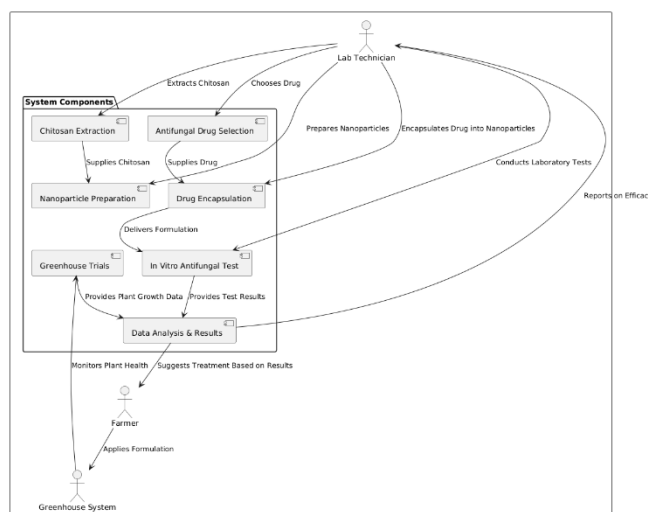 Lab Technician
Extracts Chitosan
Chooses Drug
System Components
Chitosan Extraction
Antifungal Drug Selection
Prepares Nanoparticles
Encapsulates Drug into Nanoparticles
Supplies Chitosan
Supplies Drug
Conducts Laboratory Tests
Nanoparticle Preparation
Drug Encapsulation
Reports on Efficac
Delivers Formulation
Greenhouse Trials
In Vitro Antifungal Test
Provides Plant Growth Data
Provides Test Results
Data Analysis & Results
Monitors Plant Health
Suggests Treatment Based on Results
Farmer
Applies Formulation
Greenhouse System